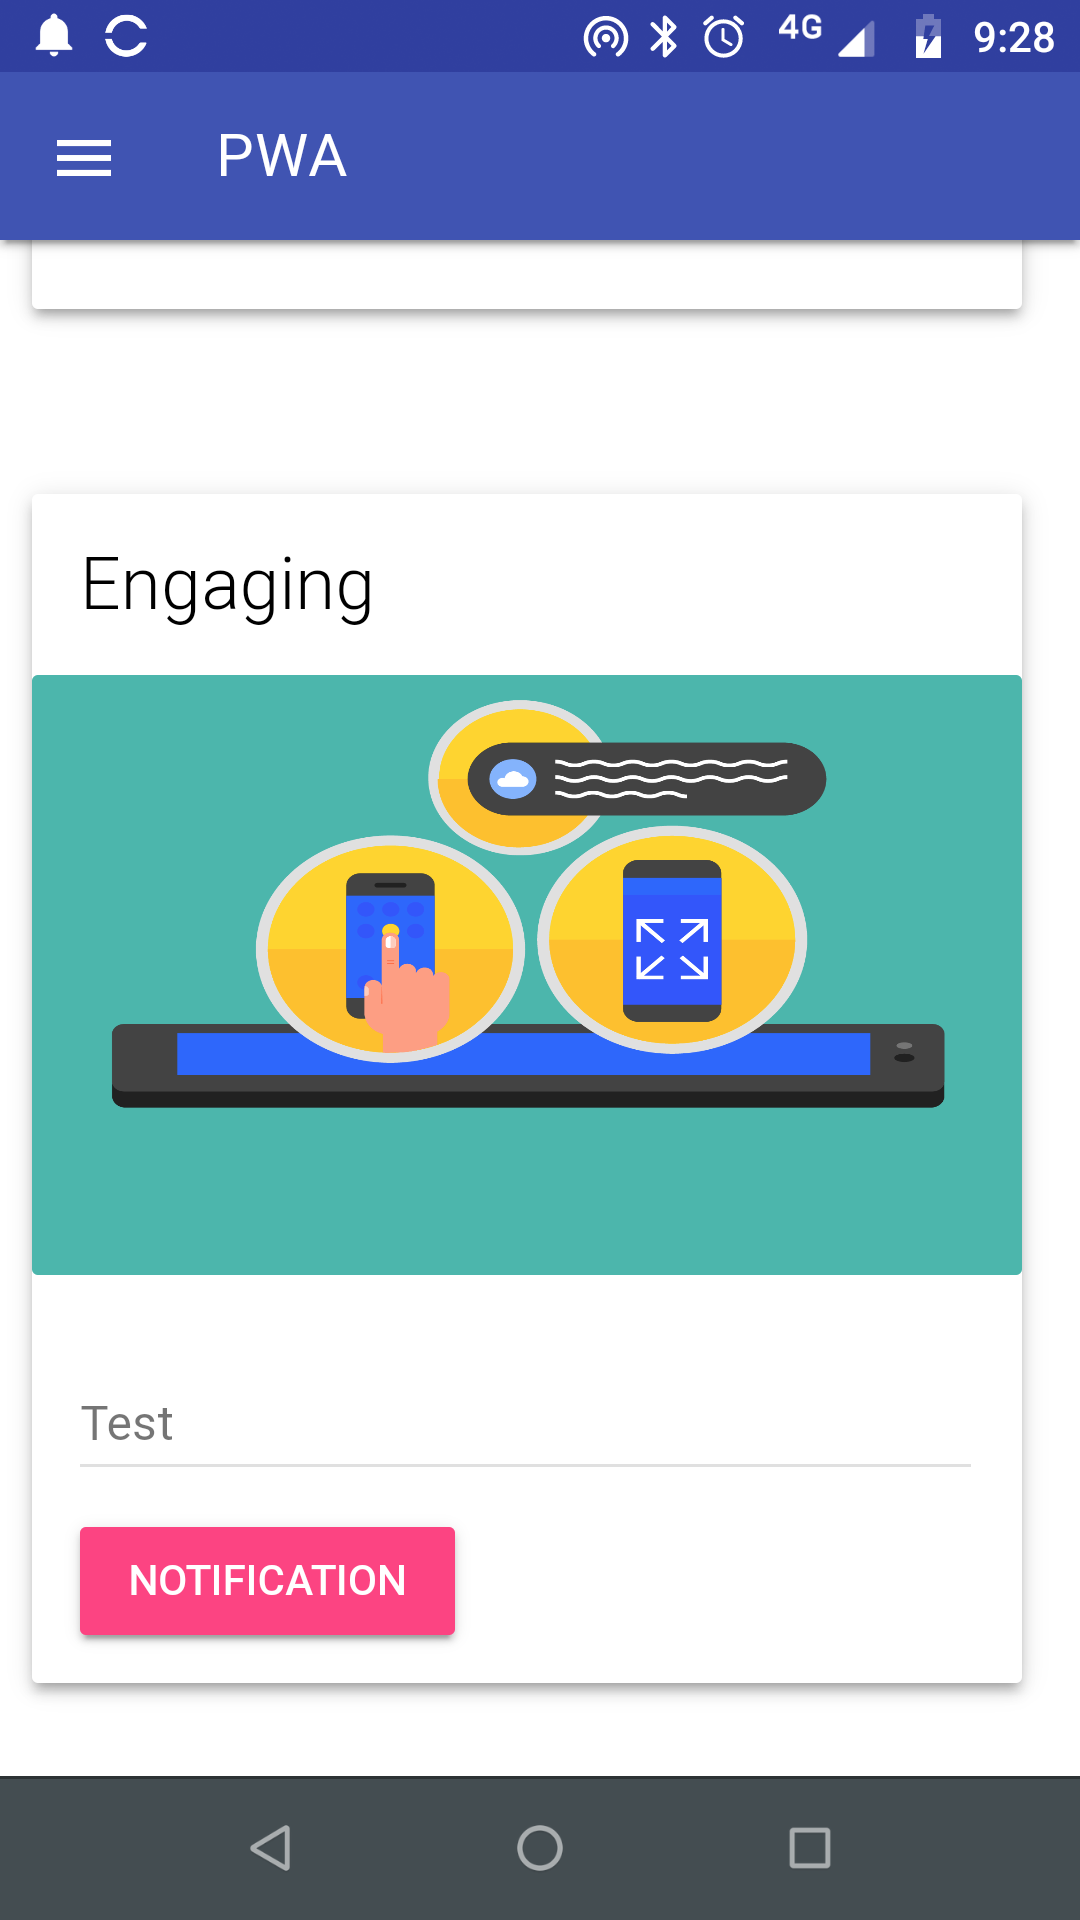 4G 9:28
PWA
Engaging
Test
NOTIFICATION